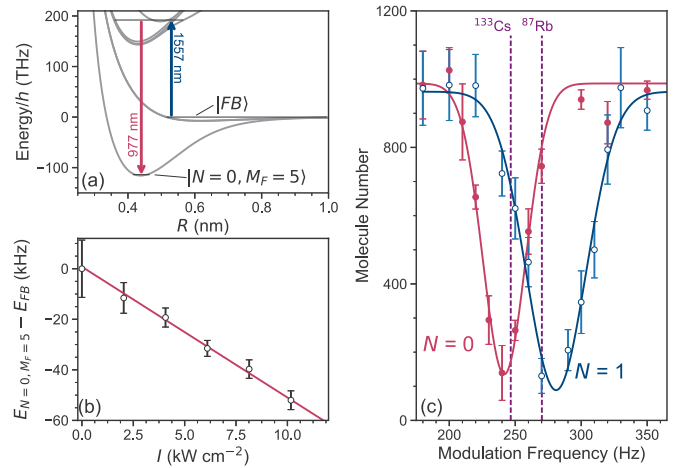 Energy/h (THz)
200
100
0
−100
977 nm
1557 nm
|FB⟩
|N = 0, M_F = 5⟩
(a)
0.4
0.6
0.8
1.0
R (nm)
E_{N=0, M_F=5} − E_{FB} (kHz)
20
0
−20
−40
−60
(b)
0.0
2.5
5.0
7.5
10.0
I (kW cm⁻²)
¹³³Cs
⁸⁷Rb
Molecule Number
1200
800
400
0
N = 0
N = 1
(c)
200
250
300
350
Modulation Frequency (Hz)